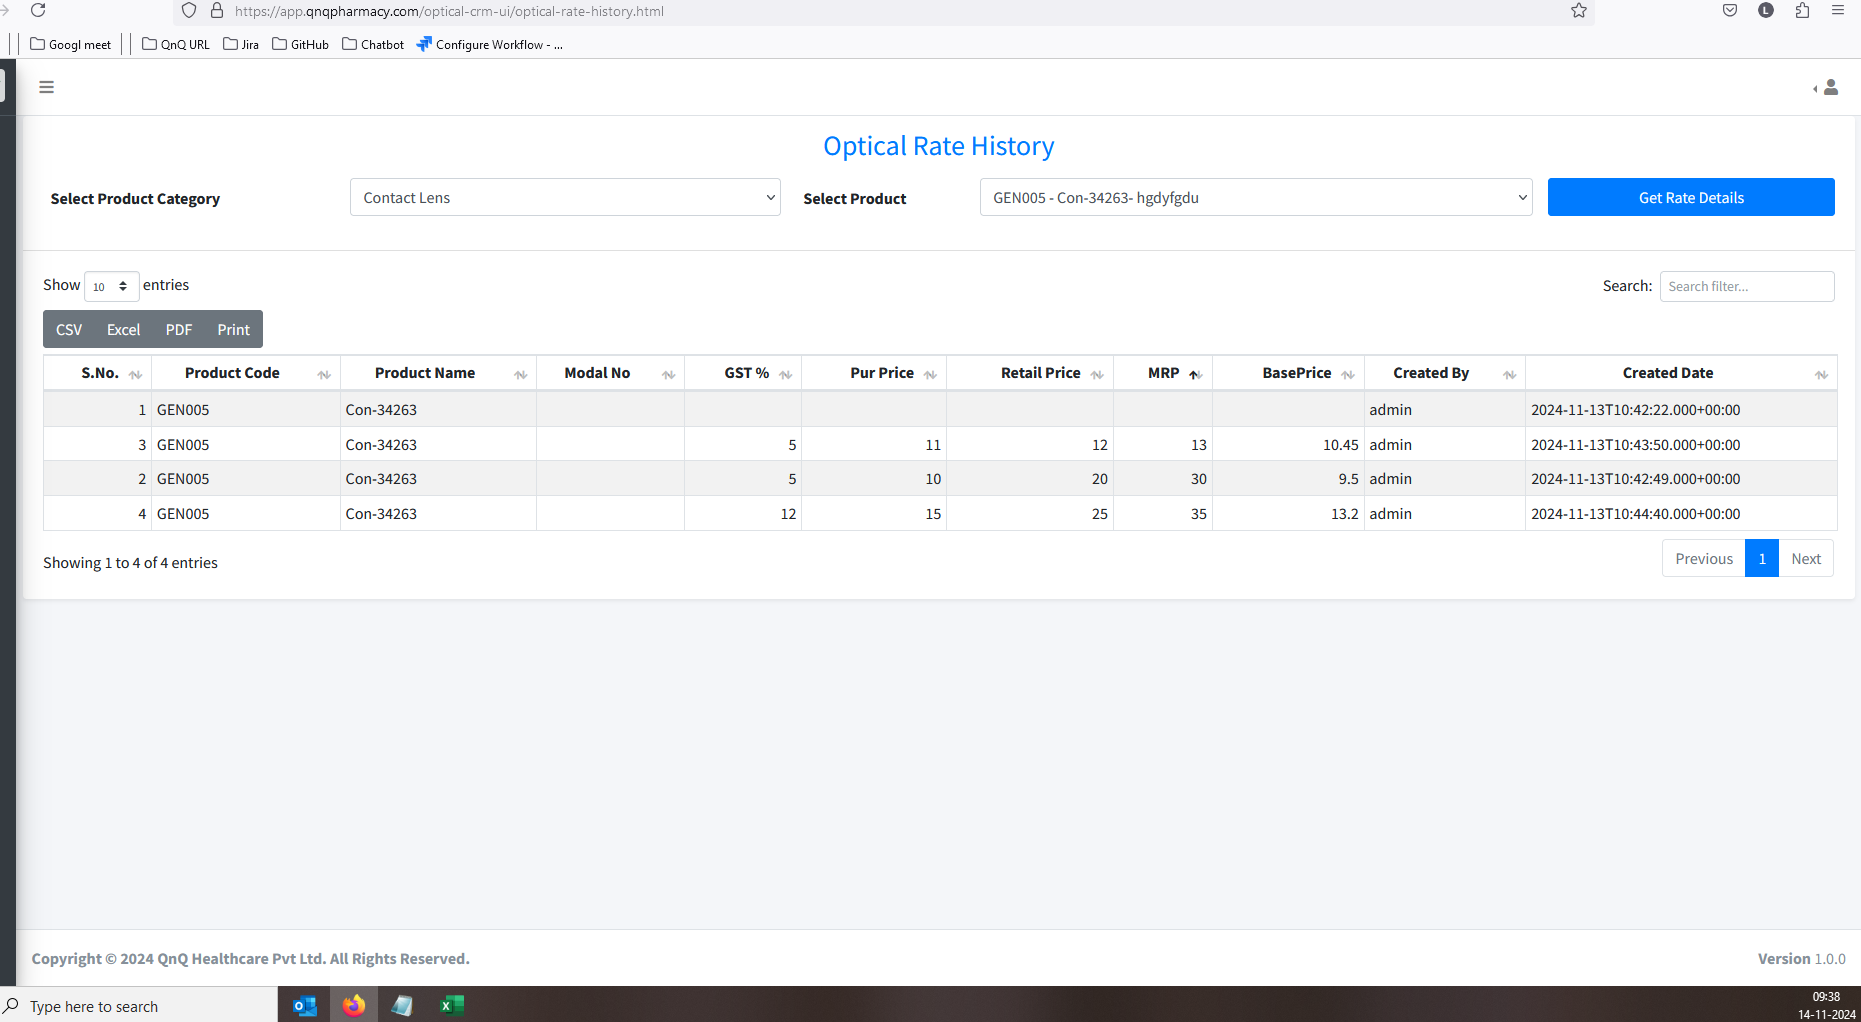 https://app.qnqpharmacy.com/optical-crm-ui/optical-rate-history.html
L
Googl meet QnQ URL Jira GitHub Chatbot Configure Workflow - ...
Optical Rate History
Select Product Category Contact Lens Select Product GEN005 - Con-34263- hgdyfgdu Get Rate Details
Show 10 entries Search: Search filter...
CSV Excel PDF Print
S.No. Product Code Product Name Modal No GST % Pur Price Retail Price MRP BasePrice Created By Created Date
1 GEN005 Con-34263 admin 2024-11-13T10:42:22.000+00:00
3 GEN005 Con-34263 5 11 12 13 10.45 admin 2024-11-13T10:43:50.000+00:00
2 GEN005 Con-34263 5 10 20 30 9.5 admin 2024-11-13T10:42:49.000+00:00
4 GEN005 Con-34263 12 15 25 35 13.2 admin 2024-11-13T10:44:40.000+00:00
Showing 1 to 4 of 4 entries Previous 1 Next
Copyright © 2024 QnQ Healthcare Pvt Ltd. All Rights Reserved. Version 1.0.0
Type here to search
09:38
14-11-2024